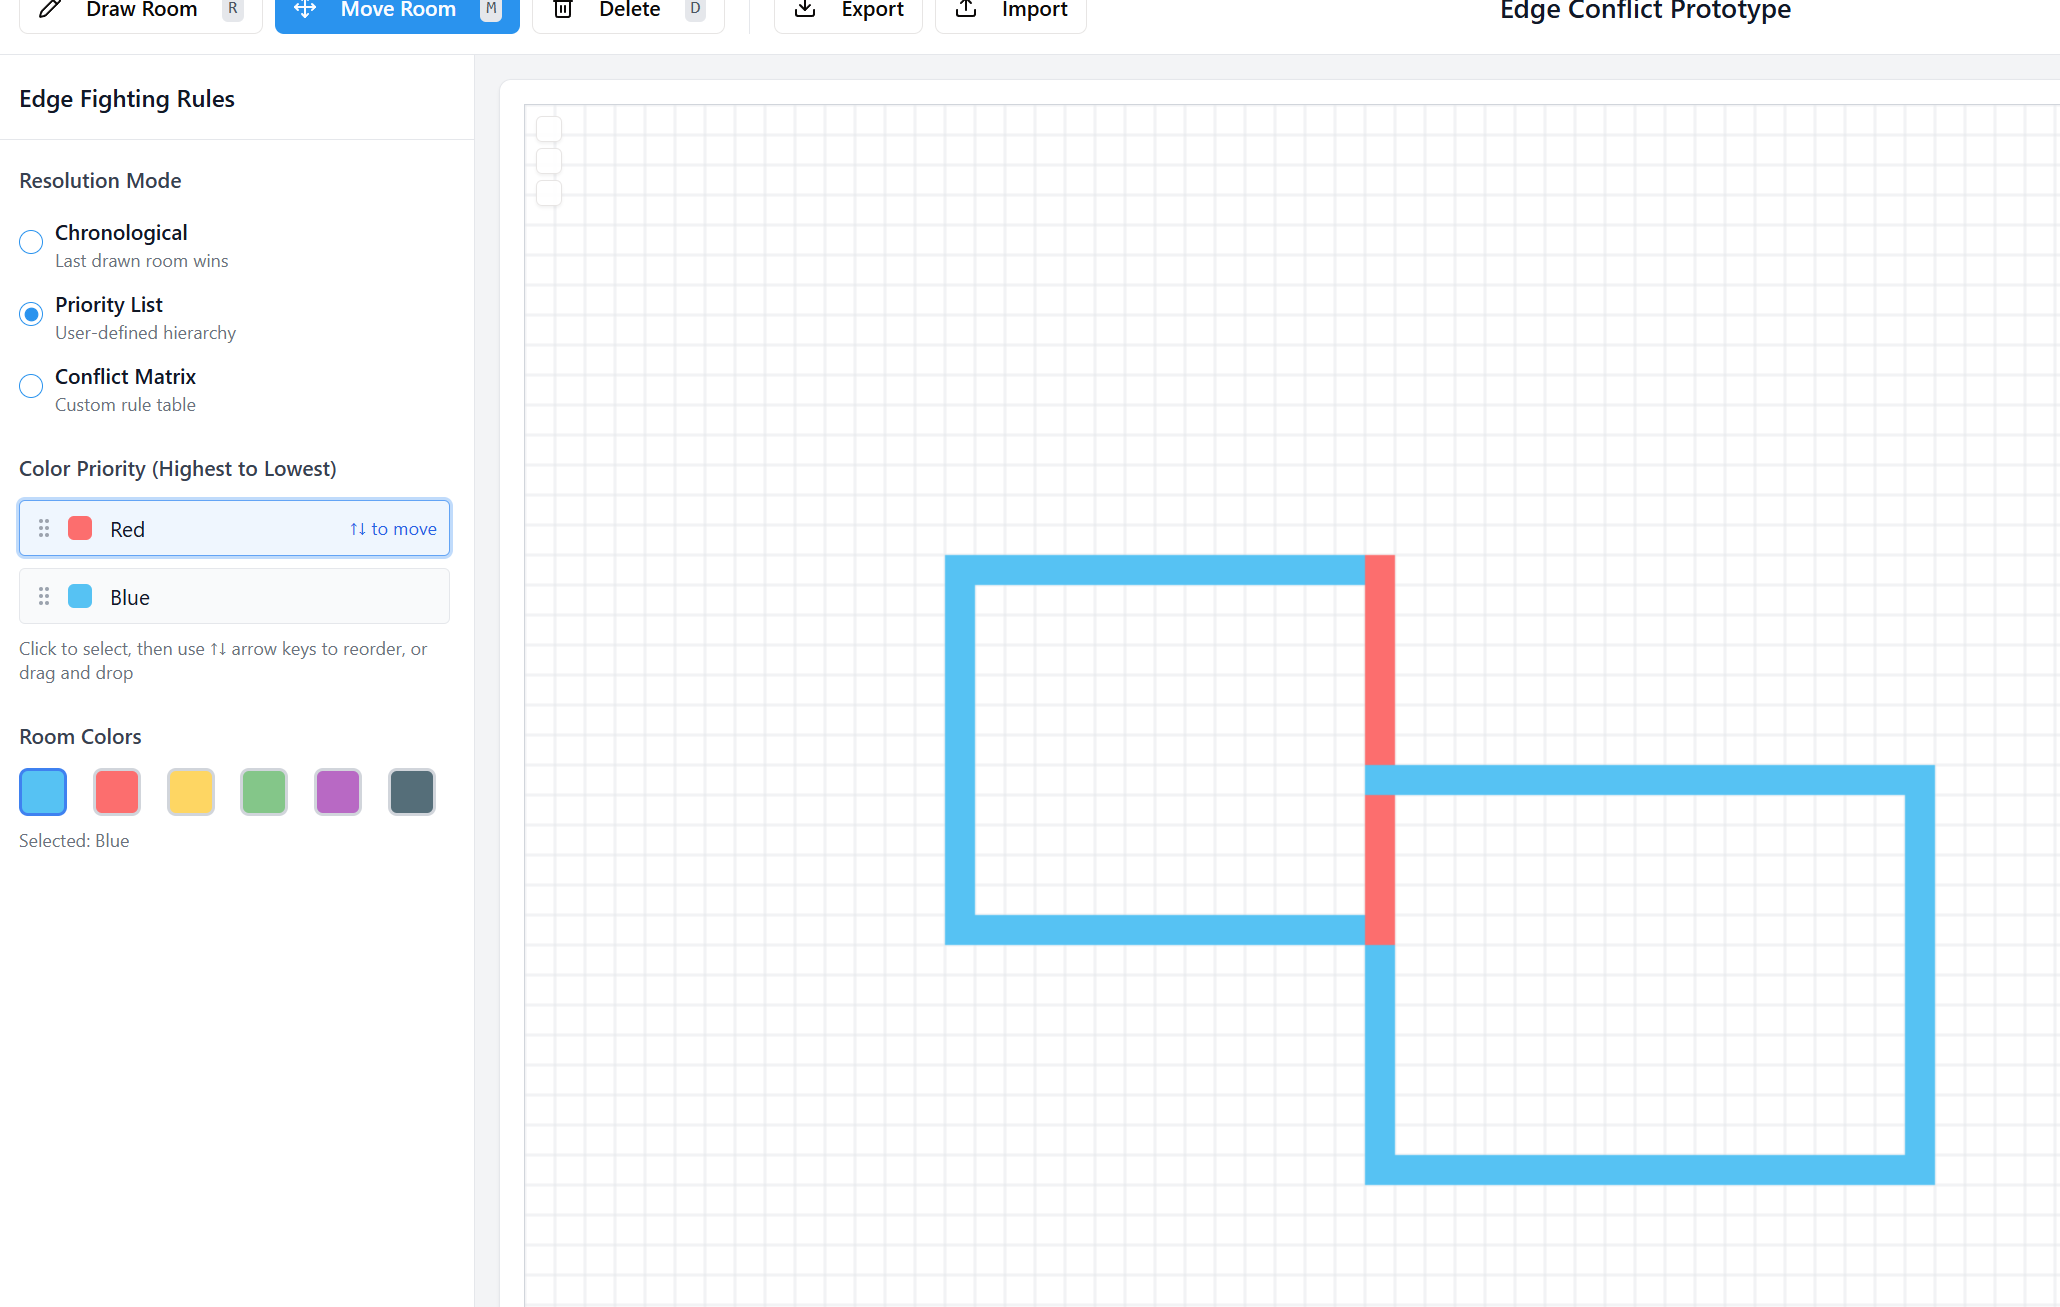 Draw Room R
Move Room M
Delete D
Export
Import
Edge Conflict Prototype
Edge Fighting Rules
Resolution Mode
Chronological
Last drawn room wins
Priority List
User-defined hierarchy
Conflict Matrix
Custom rule table
Color Priority (Highest to Lowest)
Red ↑↓ to move
Blue
Click to select, then use ↑↓ arrow keys to reorder, or
drag and drop
Room Colors
Selected: Blue